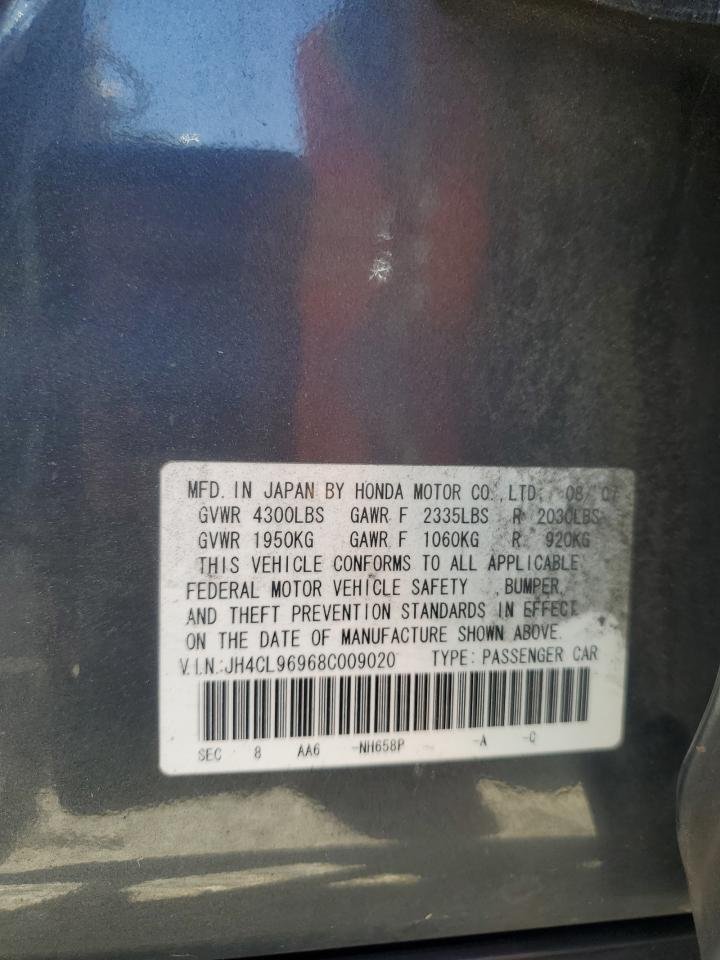 MFD. IN JAPAN BY HONDA MOTOR CO., LTD. 08/07
GVWR 4300LBS GAWR F 2335LBS R 2030LBS
GVWR 1950KG GAWR F 1060KG R 920KG
THIS VEHICLE CONFORMS TO ALL APPLICABLE
FEDERAL MOTOR VEHICLE SAFETY , BUMPER,
AND THEFT PREVENTION STANDARDS IN EFFECT
ON THE DATE OF MANUFACTURE SHOWN ABOVE.
V.I.N.:JH4CL96968C009020 TYPE: PASSENGER CAR
SEC 8 AA6 -NH658P -A -C